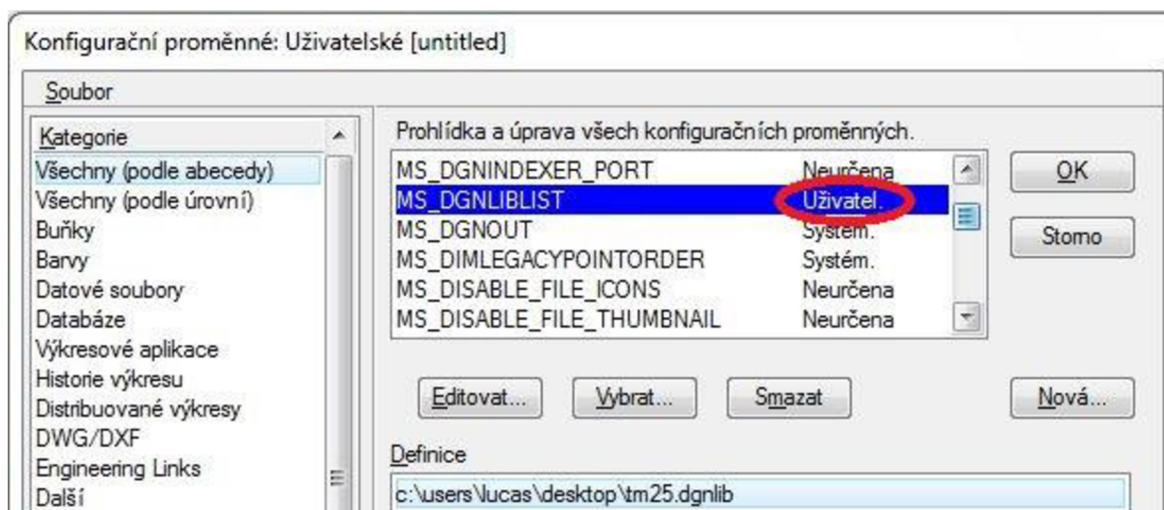 Konfigurační proměnné: Uživatelské [untitled]
Soubor
Kategorie
Všechny (podle abecedy)
Všechny (podle úrovní)
Buňky
Barvy
Datové soubory
Databáze
Výkresové aplikace
Historie výkresu
Distribuované výkresy
DWG/DXF
Engineering Links
Další
Prohlídka a úprava všech konfiguračních proměnných.
MS_DGNINDEXER_PORT Neurčena
MS_DGNLIBLIST Uživatel.
MS_DGNOUT Systém.
MS_DIMLEGACYPOINTORDER Systém.
MS_DISABLE_FILE_ICONS Neurčena
MS_DISABLE_FILE_THUMBNAIL Neurčena
OK
Storno
Editovat... Vybrat... Smazat Nová...
Definice
c:\users\lucas\desktop\tm25.dgnlib